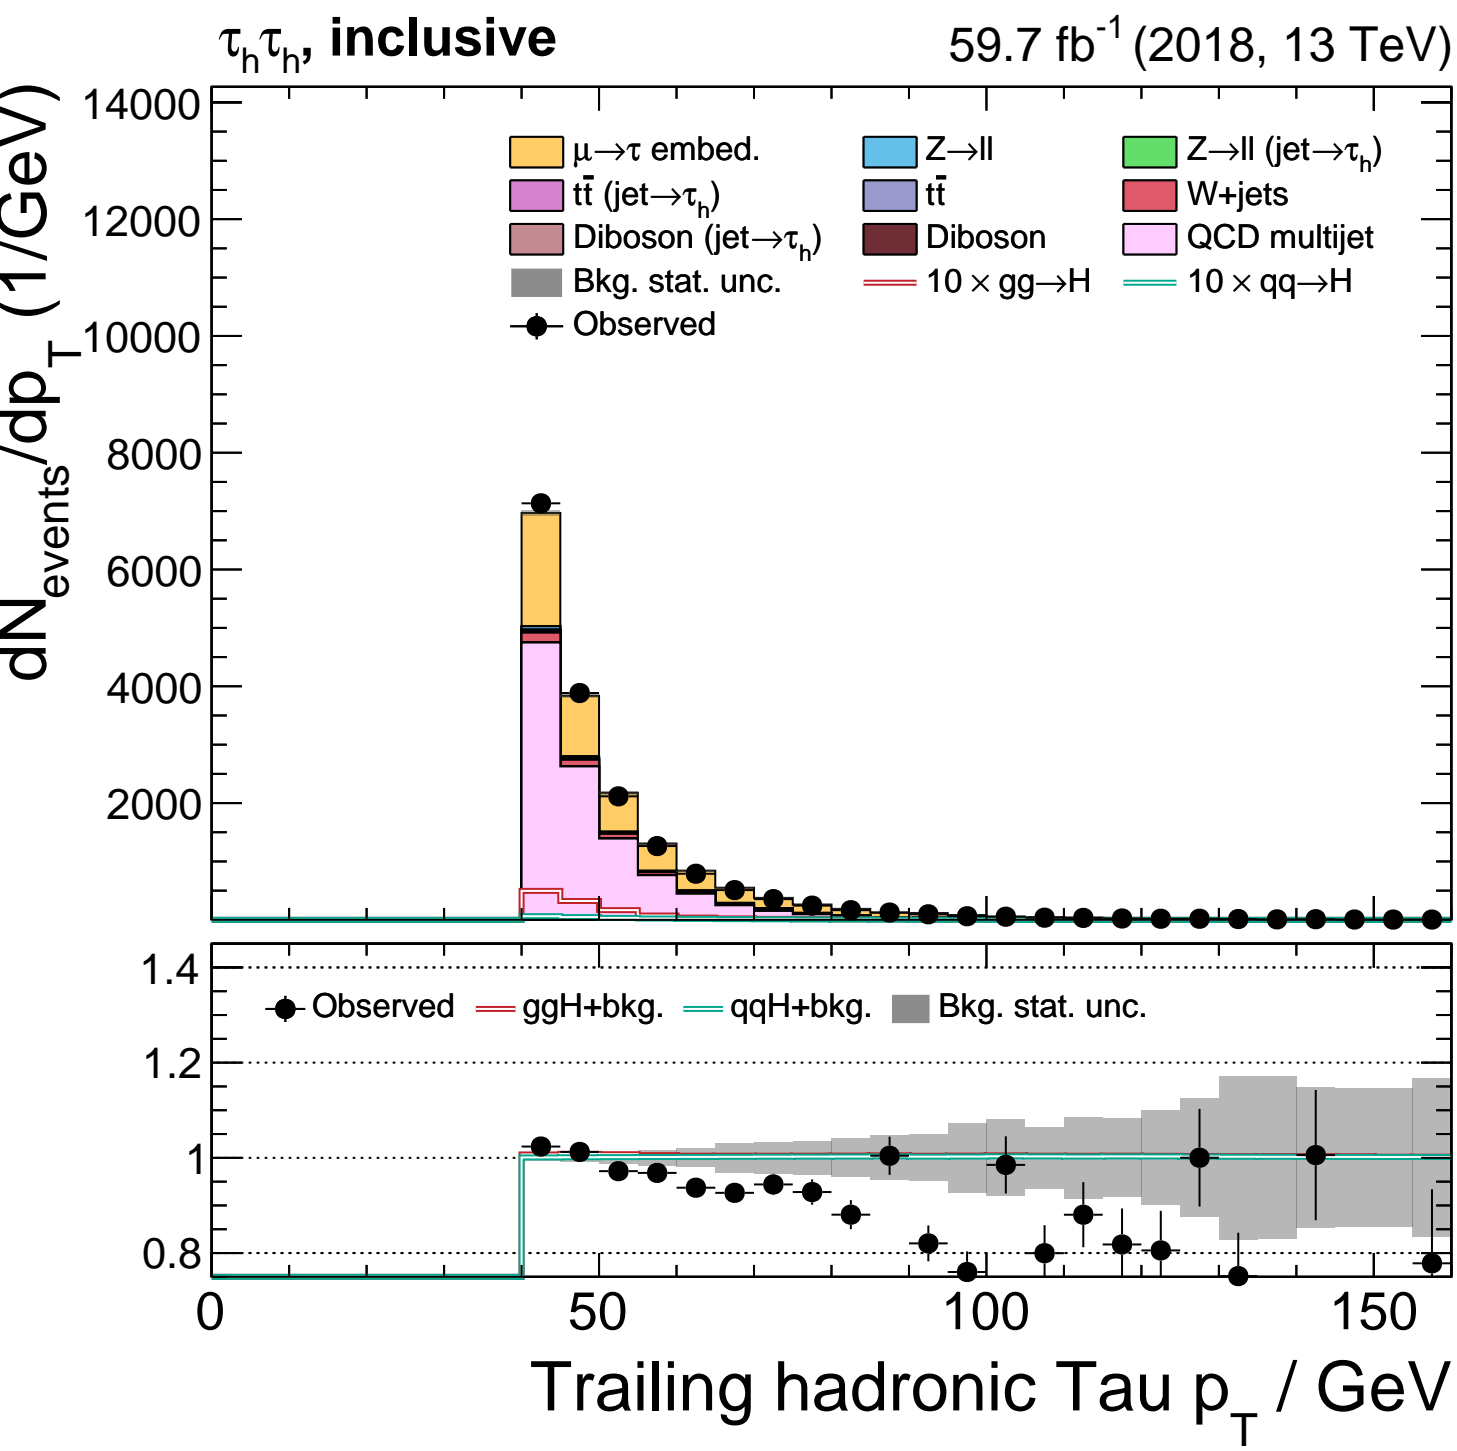 τhτh, inclusive 59.7 fb-1 (2018, 13 TeV)
dNevents/dpT (1/GeV)
14000
12000
10000
8000
6000
4000
2000
μ→τ embed. Z→ll Z→ll (jet→τh)
tt̄ (jet→τh) tt̄ W+jets
Diboson (jet→τh) Diboson QCD multijet
Bkg. stat. unc. 10 × gg→H 10 × qq→H
Observed
1.4
1.2
1
0.8
Observed ggH+bkg. qqH+bkg. Bkg. stat. unc.
0 50 100 150
Trailing hadronic Tau pT / GeV